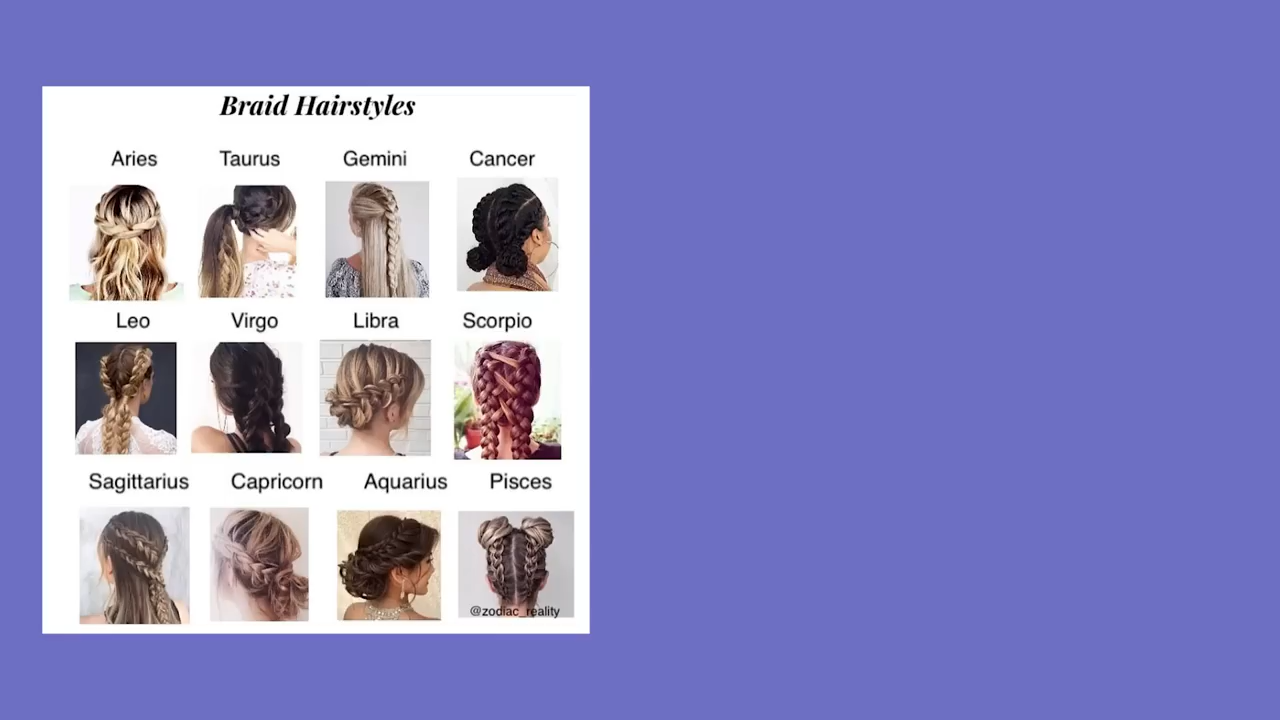 Braid Hairstyles
Aries Taurus Gemini Cancer
Leo Virgo Libra Scorpio
Sagittarius Capricorn Aquarius Pisces
@zodiac_reality